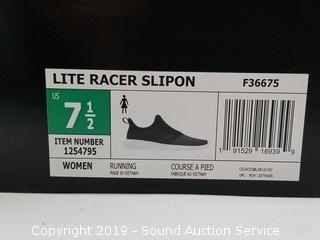 LITE RACER SLIPON F36675
US
7 1/2
ITEM NUMBER
1254795
WOMEN RUNNING COURSE A PIED
MADE IN VIETNAM FABRIQUÉ AU VIETNAM
1 91529 16939 9
Copyright 2019 - Sound Auction Service